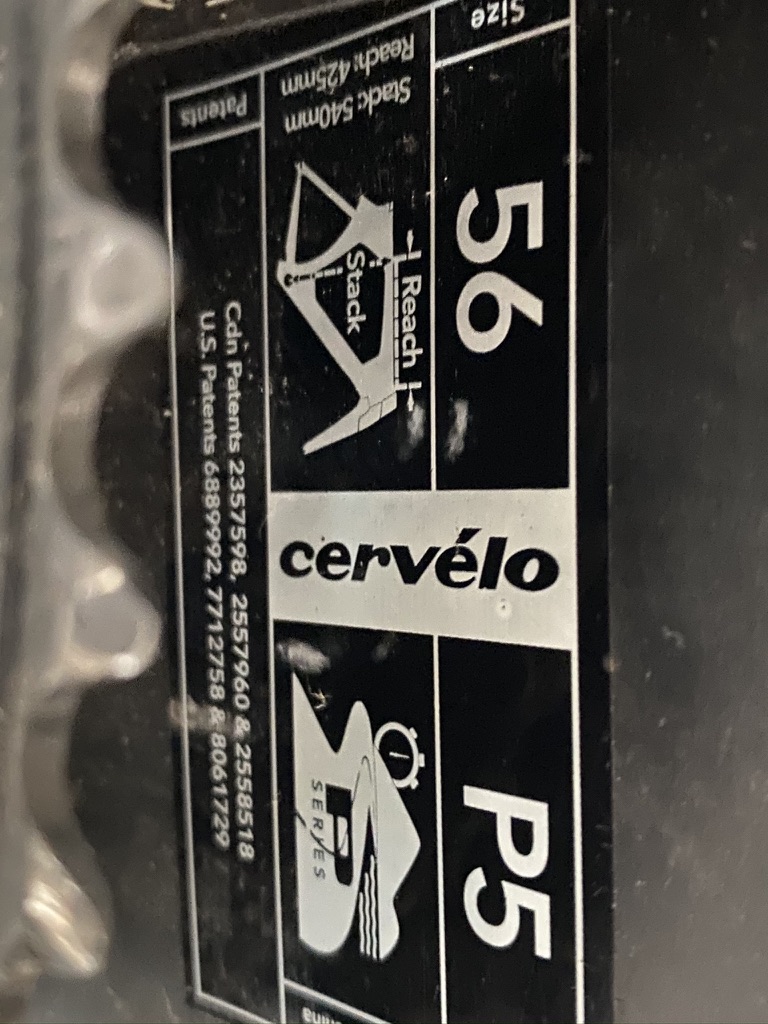 Size
56
Reach: 425mm
Stack: 540mm
Reach
Stack
cervélo
P5
P
SERIES
Patents
Cdn Patents 2357598, 2557960 & 2558518
U.S. Patents 6889992, 7712758 & 8061729